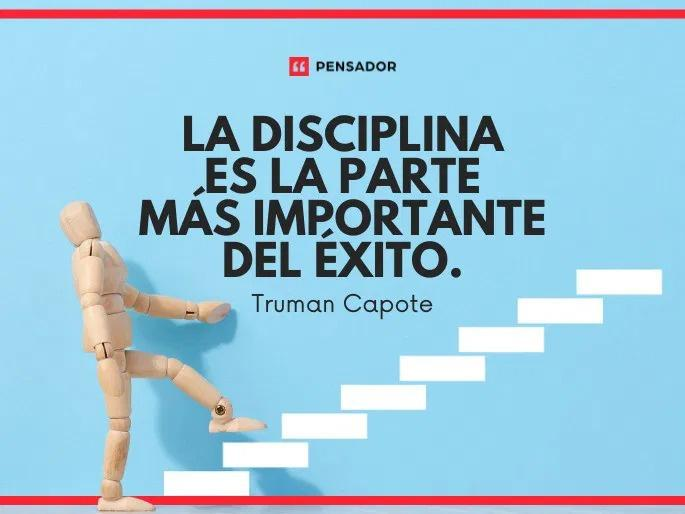 PENSADOR
LA DISCIPLINA
ES LA PARTE
MÁS IMPORTANTE
DEL ÉXITO.
Truman Capote